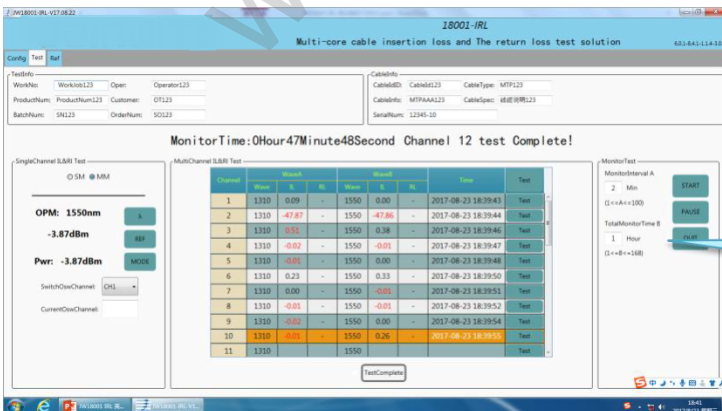 JW18001-IRL-V17.08.22
18001-IRL
Multi-core cable insertion loss and The return loss test solution
Config Test Ref
TestInfo
WorkNo: WorkJob123 Oper: Operator123
ProductNum: ProductNum123 Customer: OT123
BatchNum: SN123 OrderNum: SO123
CableInfo
CableIdID: CableId123 CableType: MTP123
CableInfo: MTPAAA123 CableSpec:
SerialNum: 12345-10
MonitorTime:0Hour47Minute48Second Channel 12 test Complete!
SingleChannel IL&RI Test
SM MM
OPM: 1550nm IL
-3.87dBm REF
Pwr: -3.87dBm MODE
SwitchOswChannel: CH1
CurrentOswChannel:
MultiChannel IL&RI Test
Channel WaveA WaveB Time Test
Wave IL RL Wave IL RL
1 1310 0.09 - 1550 0.00 - 2017-08-23 18:39:43 Test
2 1310 -47.87 - 1550 -47.86 - 2017-08-23 18:39:44 Test
3 1310 0.51 - 1550 0.38 - 2017-08-23 18:39:46 Test
4 1310 -0.02 - 1550 -0.01 - 2017-08-23 18:39:47 Test
5 1310 -0.01 - 1550 0.00 - 2017-08-23 18:39:48 Test
6 1310 0.23 - 1550 0.33 - 2017-08-23 18:39:50 Test
7 1310 0.00 - 1550 -0.01 - 2017-08-23 18:39:51 Test
8 1310 -0.01 - 1550 -0.01 - 2017-08-23 18:39:52 Test
9 1310 -0.02 - 1550 0.00 - 2017-08-23 18:39:54 Test
10 1310 -0.01 - 1550 0.26 - 2017-08-23 18:39:55 Test
11 1310 1550 Test
TestComplete
MonitorTest
MonitorInterval A
2 Min START
(1<=A<=100)
PAUSE
TotalMonitorTime B
1 Hour QUIT
(1<=B<=168)
18:41